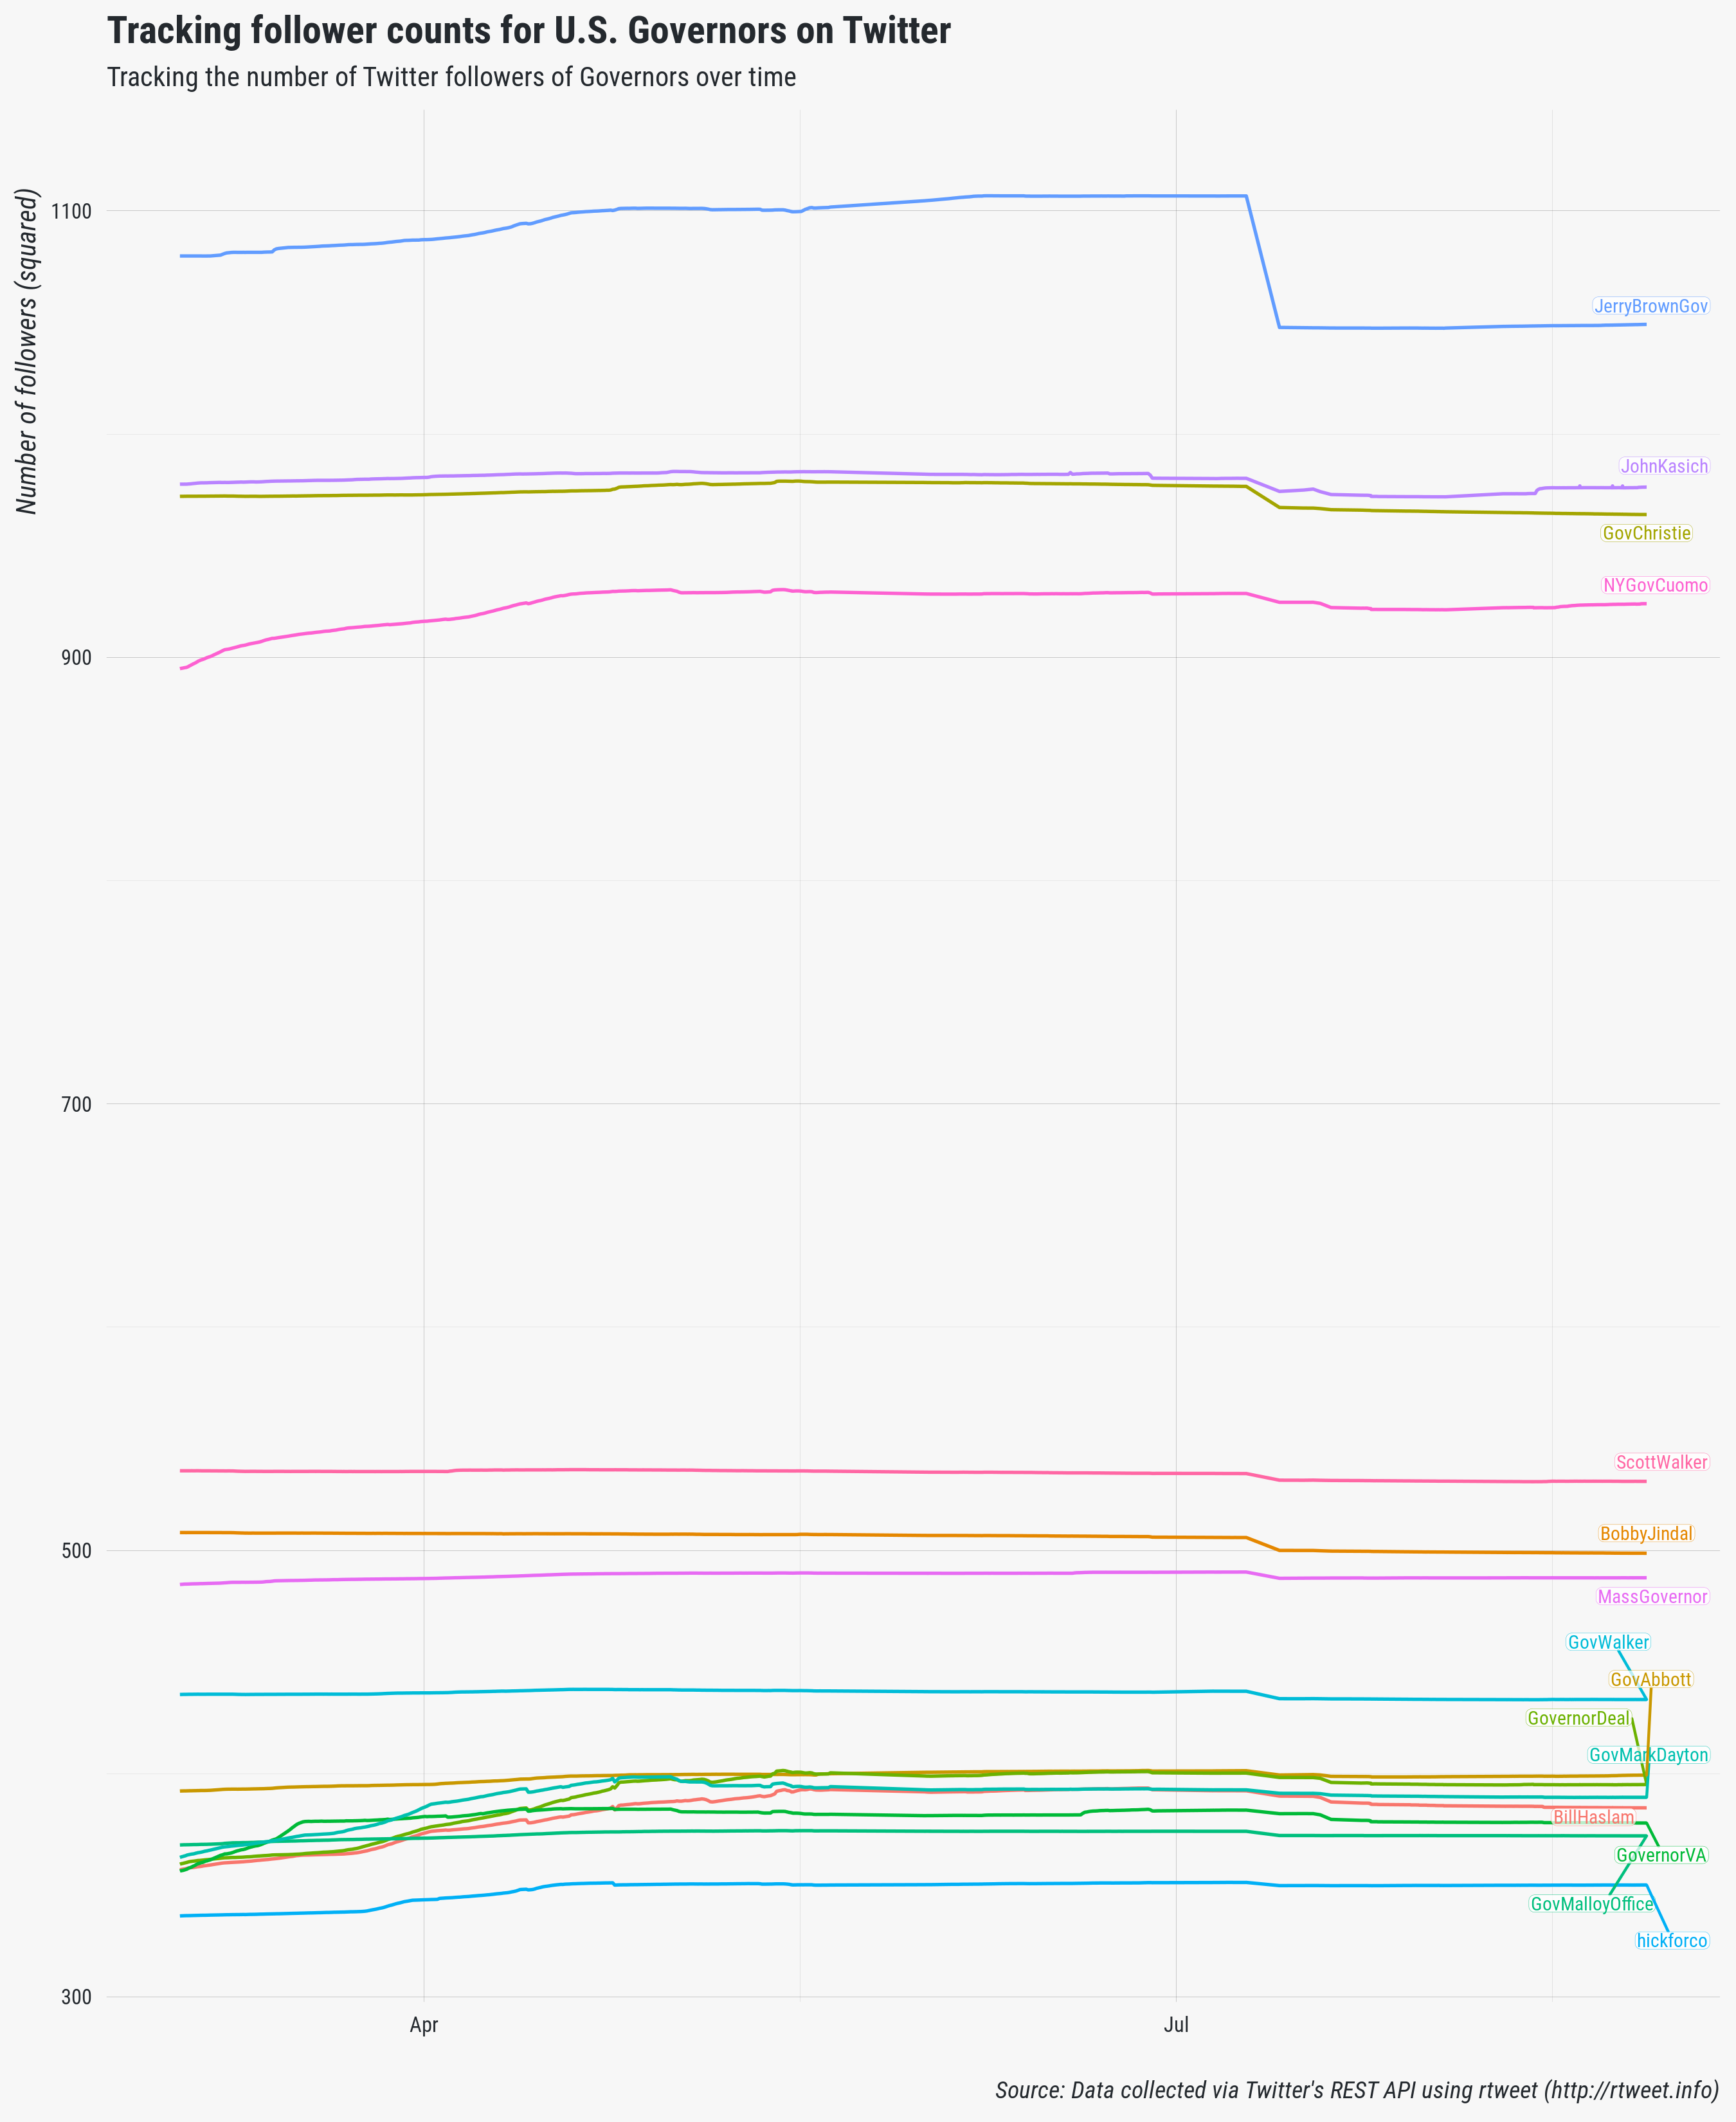 Tracking follower counts for U.S. Governors on Twitter
Tracking the number of Twitter followers of Governors over time
Number of followers (squared)
1100
JerryBrownGov
JohnKasich
GovChristie
NYGovCuomo
900
700
ScottWalker
BobbyJindal
500
MassGovernor
GovWalker
GovAbbott
GovernorDeal
GovMarkDayton
BillHaslam
GovernorVA
GovMalloyOffice
hickforco
300
Apr
Jul
Source: Data collected via Twitter's REST API using rtweet (http://rtweet.info)